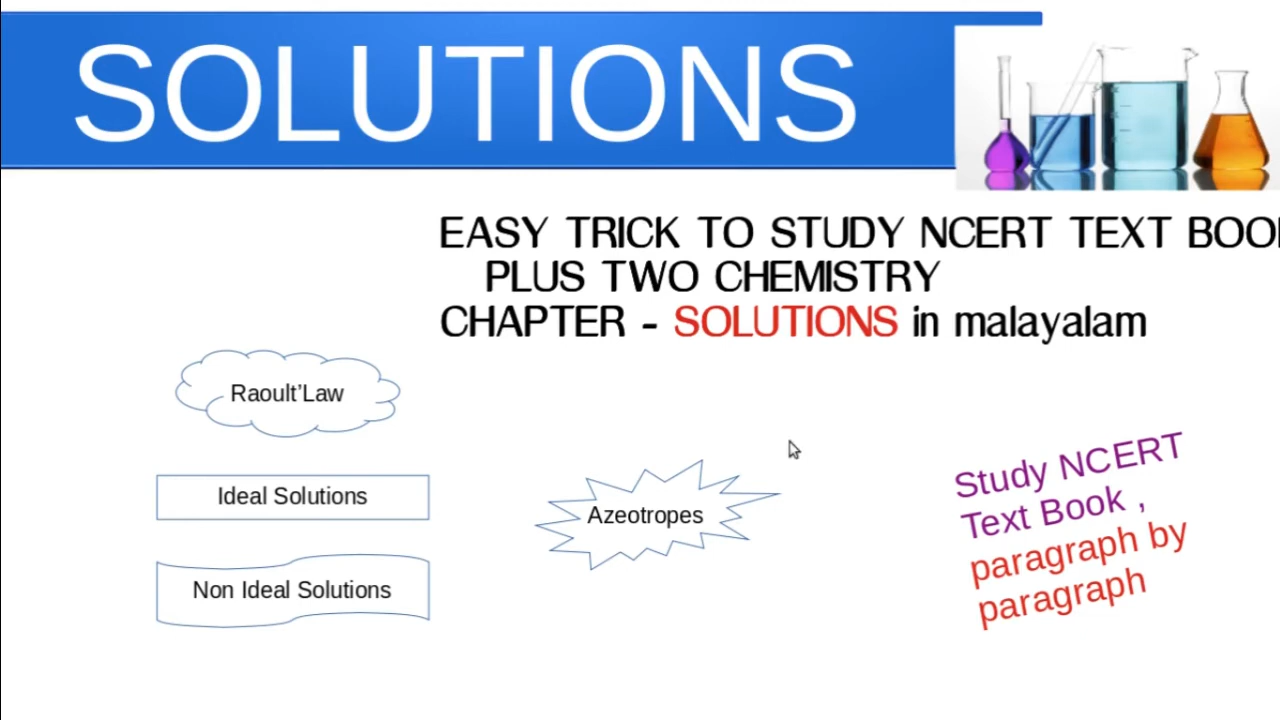 SOLUTIONS
EASY TRICK TO STUDY NCERT TEXT
PLUS TWO CHEMISTRY
CHAPTER - SOLUTIONS in malayalam
Raoult'Law
Ideal Solutions
Non Ideal Solutions
Azeotropes
Study NCERT
Text Book ,
paragraph by
paragraph